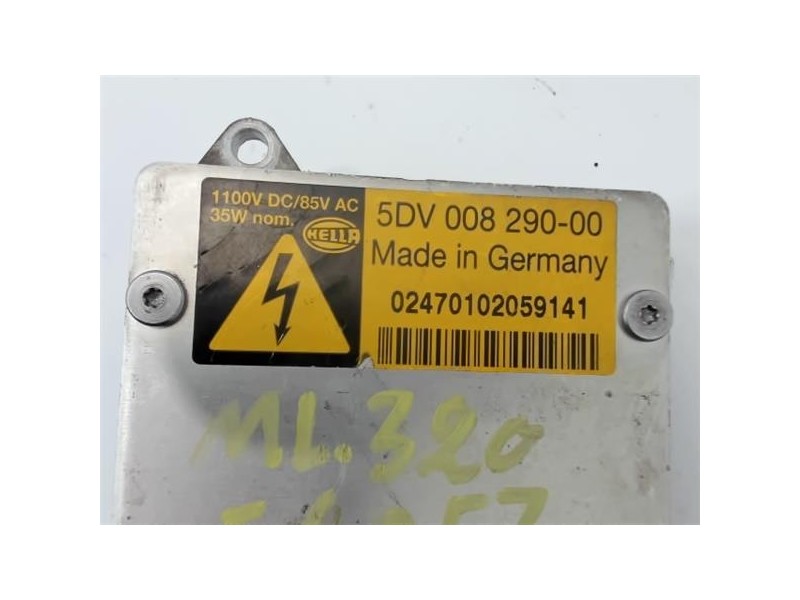 1100V DC/85V AC
35W nom.
HELLA
5DV 008 290-00
Made in Germany
02470102059141
ML.320